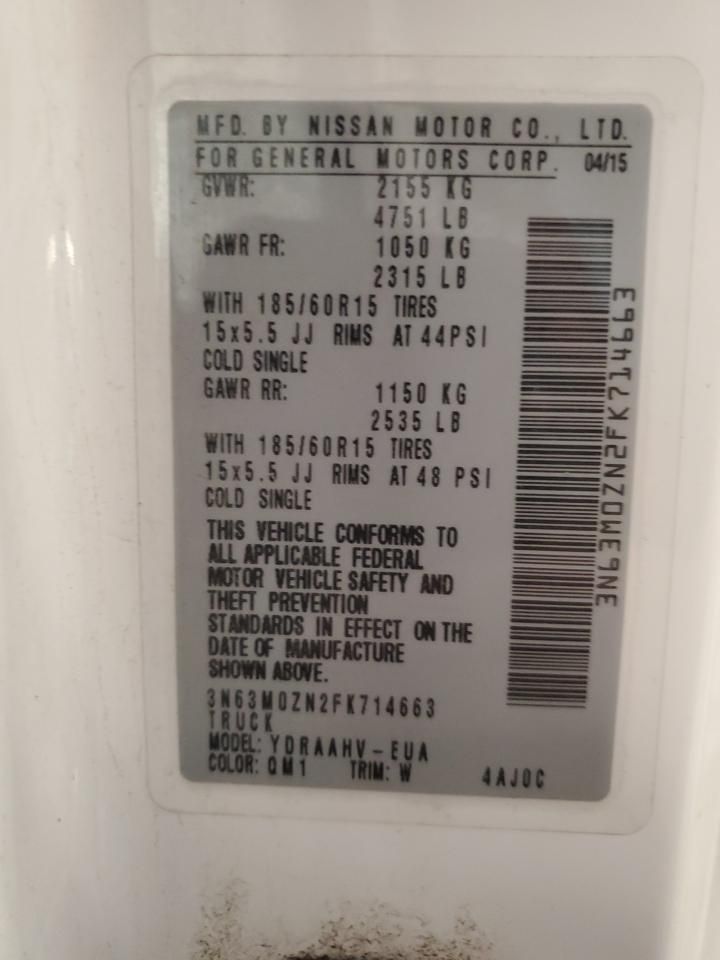 MFD. BY NISSAN MOTOR CO., LTD.
FOR GENERAL MOTORS CORP. 04/15
GVWR: 2155 KG
4751 LB
GAWR FR: 1050 KG
2315 LB
WITH 185/60R15 TIRES
15x5.5 JJ RIMS AT 44PSI
COLD SINGLE
GAWR RR: 1150 KG
2535 LB
WITH 185/60R15 TIRES
15x5.5 JJ RIMS AT 48 PSI
COLD SINGLE
THIS VEHICLE CONFORMS TO
ALL APPLICABLE FEDERAL
MOTOR VEHICLE SAFETY AND
THEFT PREVENTION
STANDARDS IN EFFECT ON THE
DATE OF MANUFACTURE
SHOWN ABOVE.
3N63M0ZN2FK714663
TRUCK
MODEL: YDRAAHV-EUA
COLOR: QM1 TRIM: W 4AJ0C
3N63M0ZN2FK714663